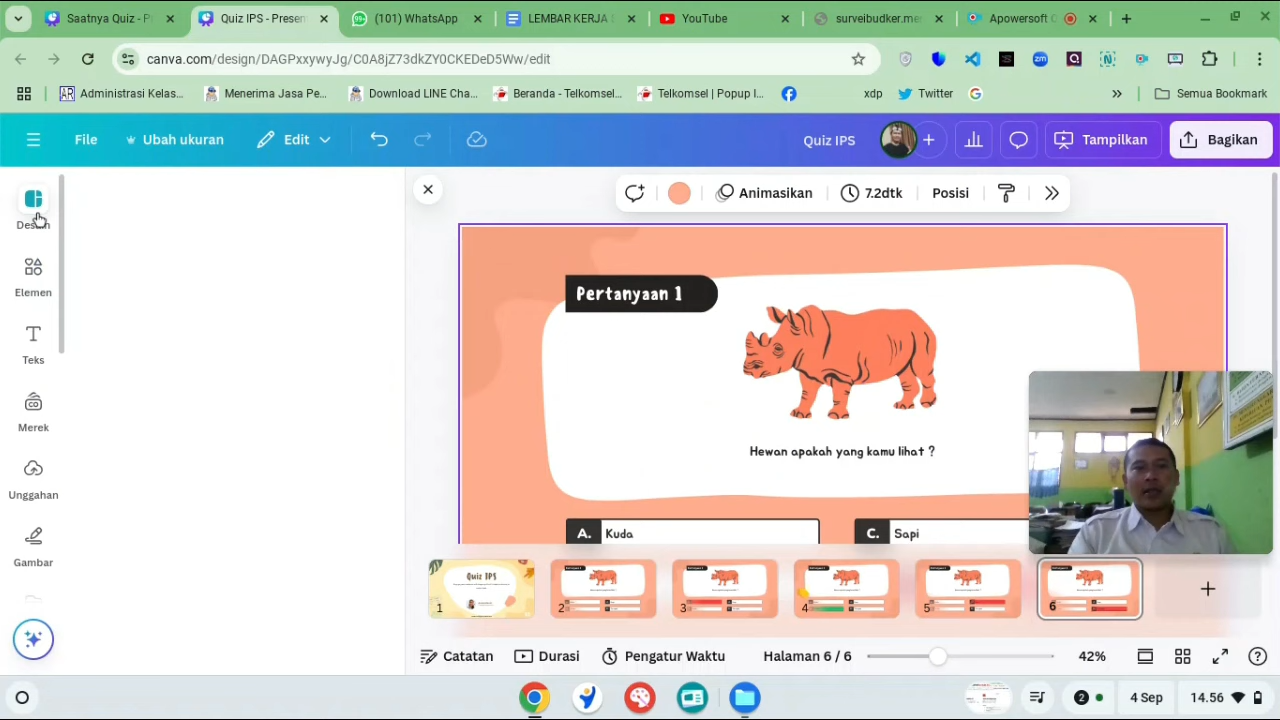 Saatnya Quiz - P
Quiz IPS - Presen
(101) WhatsApp
LEMBAR KERJA D
YouTube
surveibudker.me
Apowersoft
canva.com/design/DAGPxxywyJg/C0A8jZ73dkZY0CKEDeD5Ww/edit
Administrasi Kelas...
Menerima Jasa Pe...
Download LINE Cha...
Beranda - Telkomsel...
Telkomsel | Popup I...
xdp
Twitter
Semua Bookmark
File
Ubah ukuran
Edit
Quiz IPS
Tampilkan
Bagikan
Desain
Elemen
Teks
Merek
Unggahan
Gambar
Animasikan
7.2dtk
Posisi
Pertanyaan 1
Hewan apakah yang kamu lihat ?
A. Kuda
C. Sapi
Quiz IPS
1
2
3
4
5
6
Catatan
Durasi
Pengatur Waktu
Halaman 6 / 6
42%
2
4 Sep
14.56